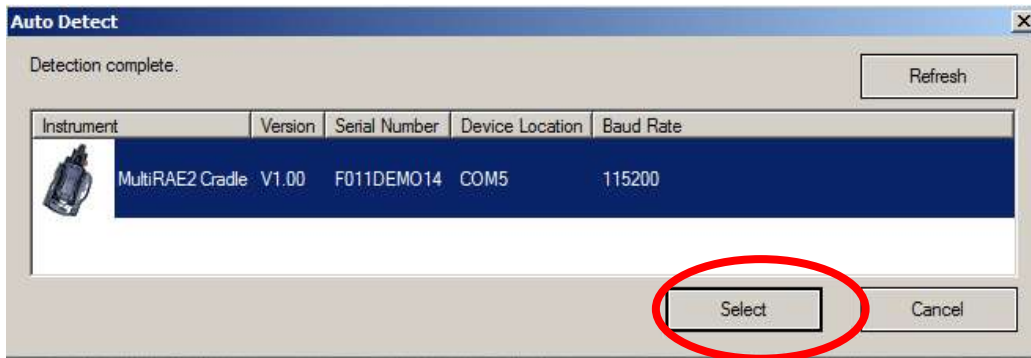 Auto Detect
Detection complete.
Refresh
Instrument Version Serial Number Device Location Baud Rate
MultiRAE2 Cradle V1.00 F011DEMO14 COM5 115200
Select Cancel